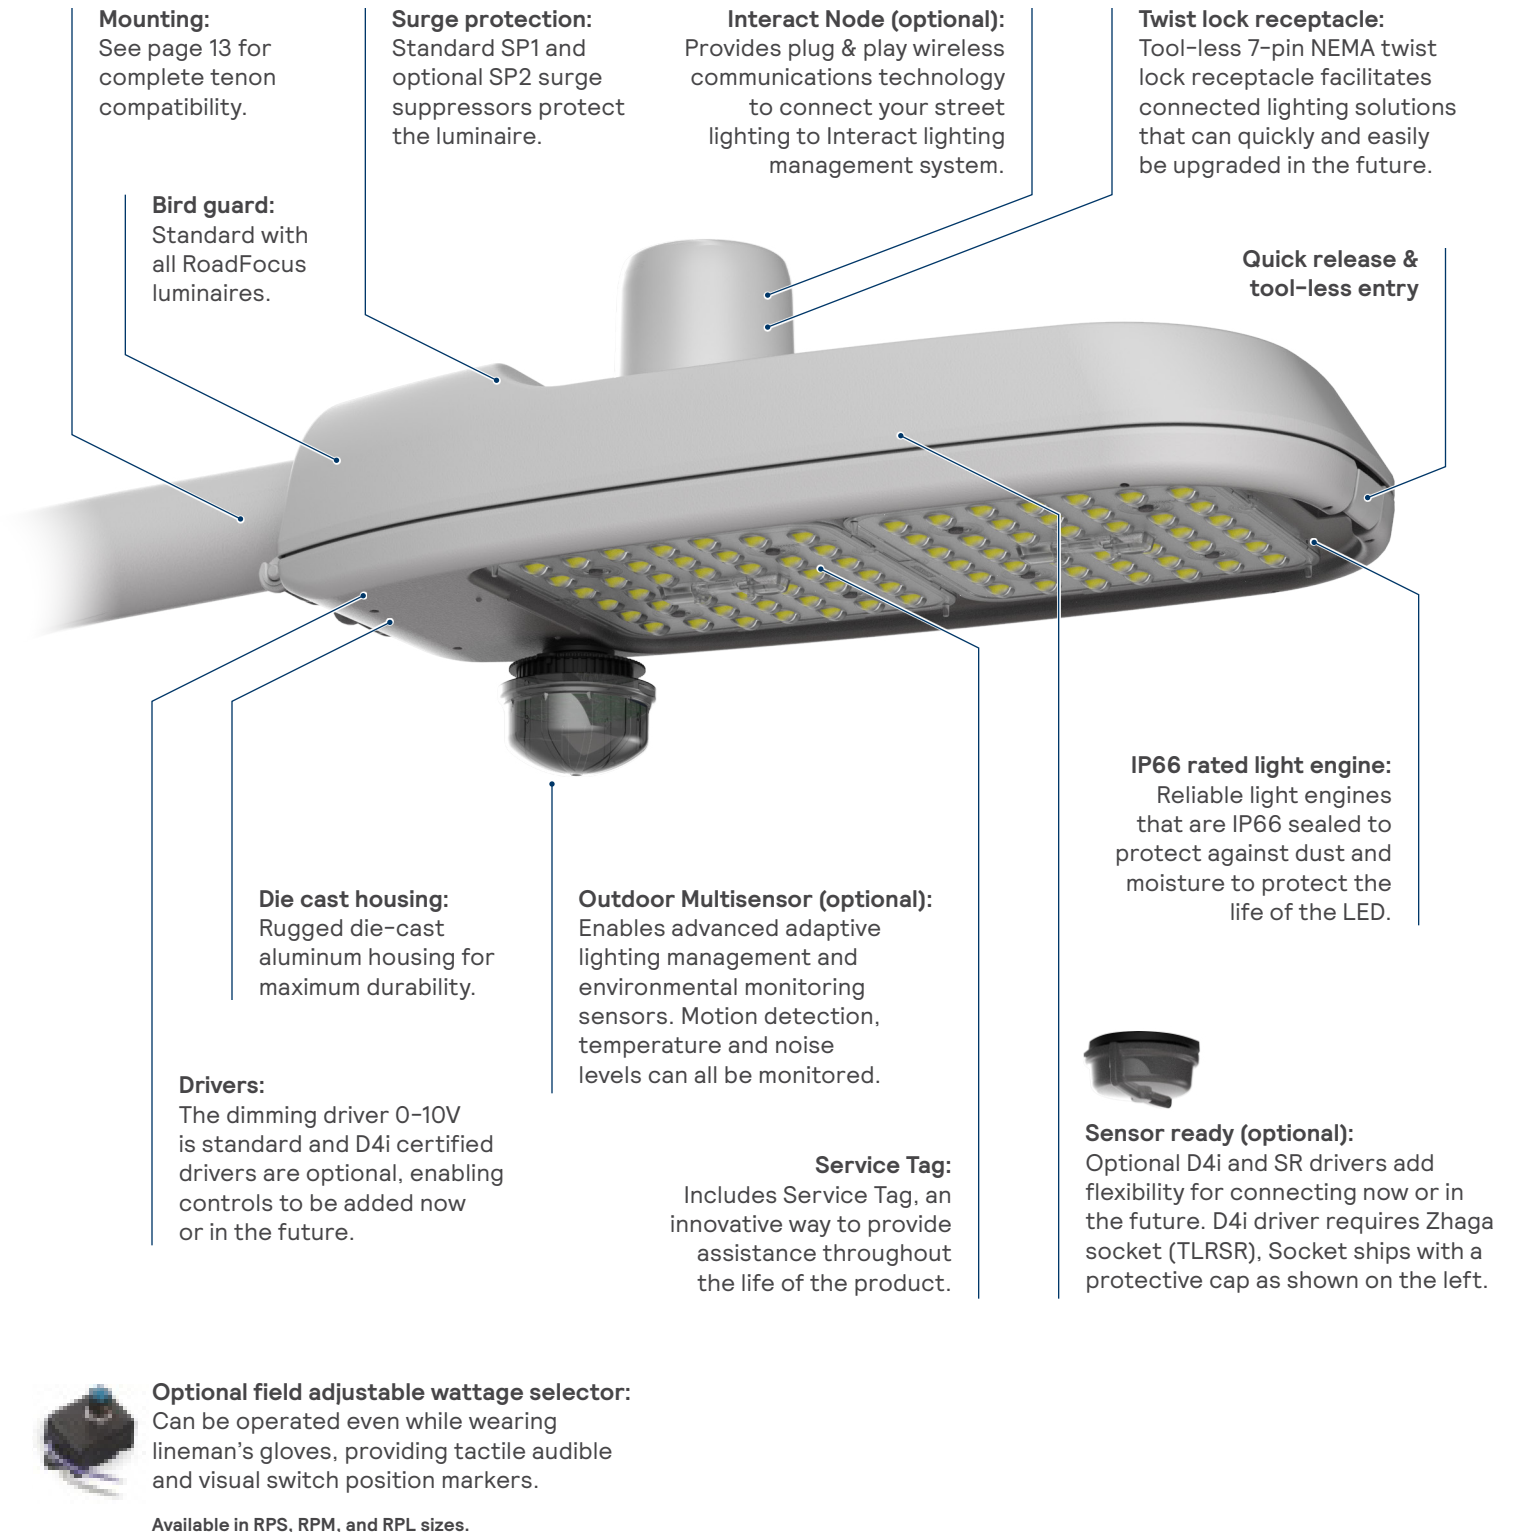 Mounting:
See page 13 for
complete tenon
compatibility.
Surge protection:
Standard SP1 and
optional SP2 surge
suppressors protect
the luminaire.
Interact Node (optional):
Provides plug & play wireless
communications technology
to connect your street
lighting to Interact lighting
management system.
Twist lock receptacle:
Tool-less 7-pin NEMA twist
lock receptacle facilitates
connected lighting solutions
that can quickly and easily
be upgraded in the future.
Bird guard:
Standard with
all RoadFocus
luminaires.
Quick release &
tool-less entry
IP66 rated light engine:
Reliable light engines
that are IP66 sealed to
protect against dust and
moisture to protect the
life of the LED.
Die cast housing:
Rugged die-cast
aluminum housing for
maximum durability.
Outdoor Multisensor (optional):
Enables advanced adaptive
lighting management and
environmental monitoring
sensors. Motion detection,
temperature and noise
levels can all be monitored.
Drivers:
The dimming driver 0-10V
is standard and D4i certified
drivers are optional, enabling
controls to be added now
or in the future.
Service Tag:
Includes Service Tag, an
innovative way to provide
assistance throughout
the life of the product.
Sensor ready (optional):
Optional D4i and SR drivers add
flexibility for connecting now or in
the future. D4i driver requires Zhaga
socket (TLRSR), Socket ships with a
protective cap as shown on the left.
Optional field adjustable wattage selector:
Can be operated even while wearing
lineman's gloves, providing tactile audible
and visual switch position markers.
Available in RPS, RPM, and RPL sizes.